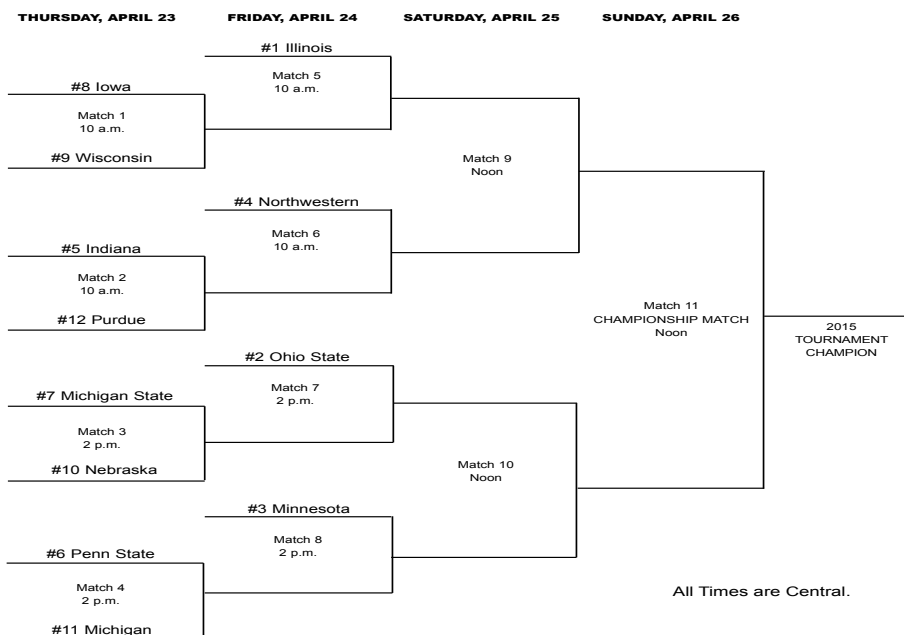 THURSDAY, APRIL 23
FRIDAY, APRIL 24
SATURDAY, APRIL 25
SUNDAY, APRIL 26
#8 Iowa
Match 1
10 a.m.
#9 Wisconsin
#5 Indiana
Match 2
10 a.m.
#12 Purdue
#7 Michigan State
Match 3
2 p.m.
#10 Nebraska
#6 Penn State
Match 4
2 p.m.
#11 Michigan
#1 Illinois
Match 5
10 a.m.
#4 Northwestern
Match 6
10 a.m.
#2 Ohio State
Match 7
2 p.m.
#3 Minnesota
Match 8
2 p.m.
Match 9
Noon
Match 10
Noon
Match 11
CHAMPIONSHIP MATCH
Noon
2015
TOURNAMENT
CHAMPION
All Times are Central.